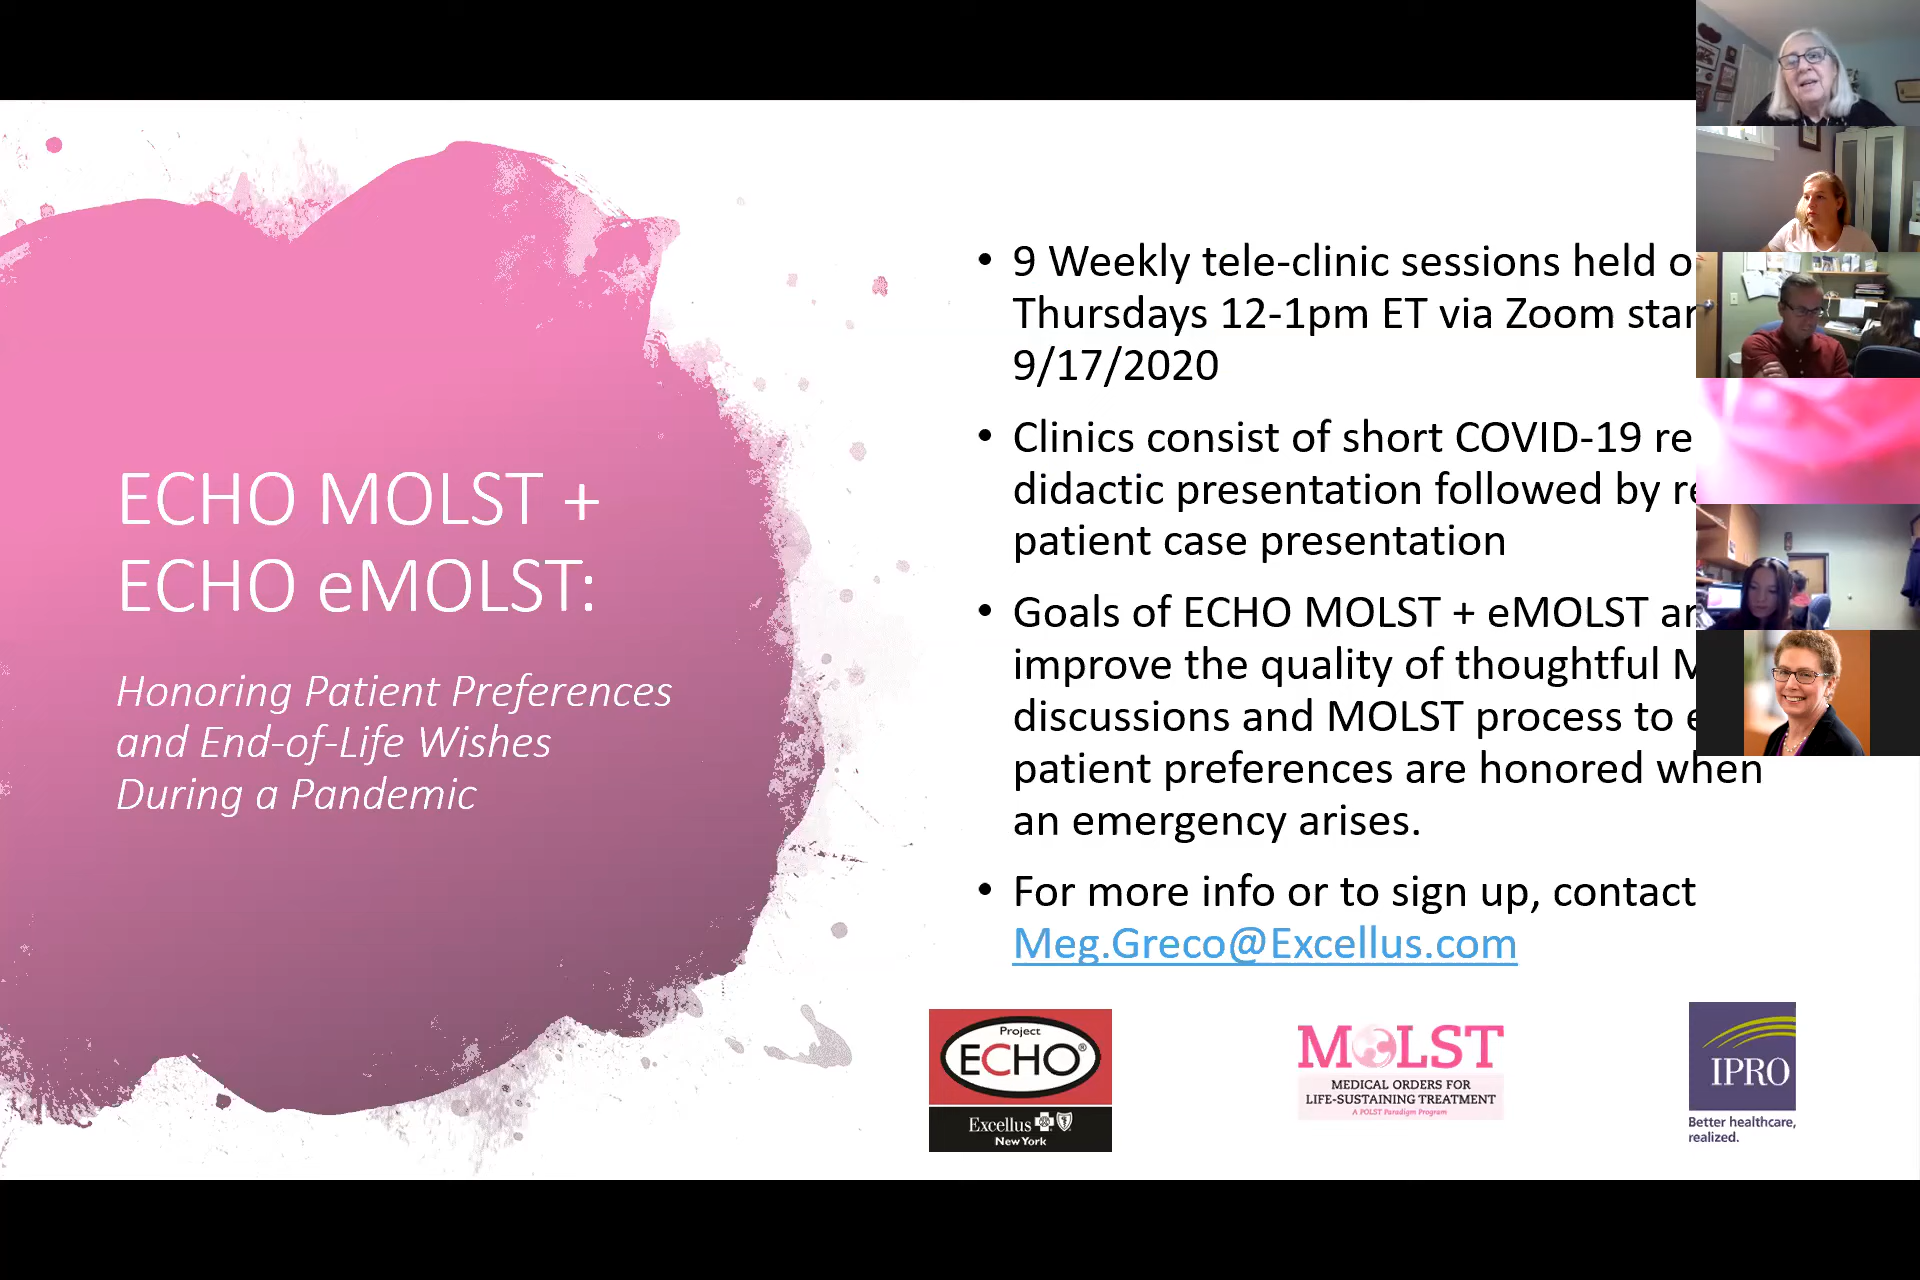 ECHO MOLST +
ECHO eMOLST:
Honoring Patient Preferences
and End-of-Life Wishes
During a Pandemic
• 9 Weekly tele-clinic sessions held
Thursdays 12-1pm ET via Zoom
9/17/2020
• Clinics consist of short COVID-19
didactic presentation followed by
patient case presentation
• Goals of ECHO MOLST + eMOLST
improve the quality of thoughtful
discussions and MOLST process to
patient preferences are honored when
an emergency arises.
• For more info or to sign up, contact
Meg.Greco@Excellus.com
Project
ECHO®
Excellus
New York
MOLST
MEDICAL ORDERS FOR
LIFE-SUSTAINING TREATMENT
A POLST Paradigm Program
IPRO
Better healthcare,
realized.